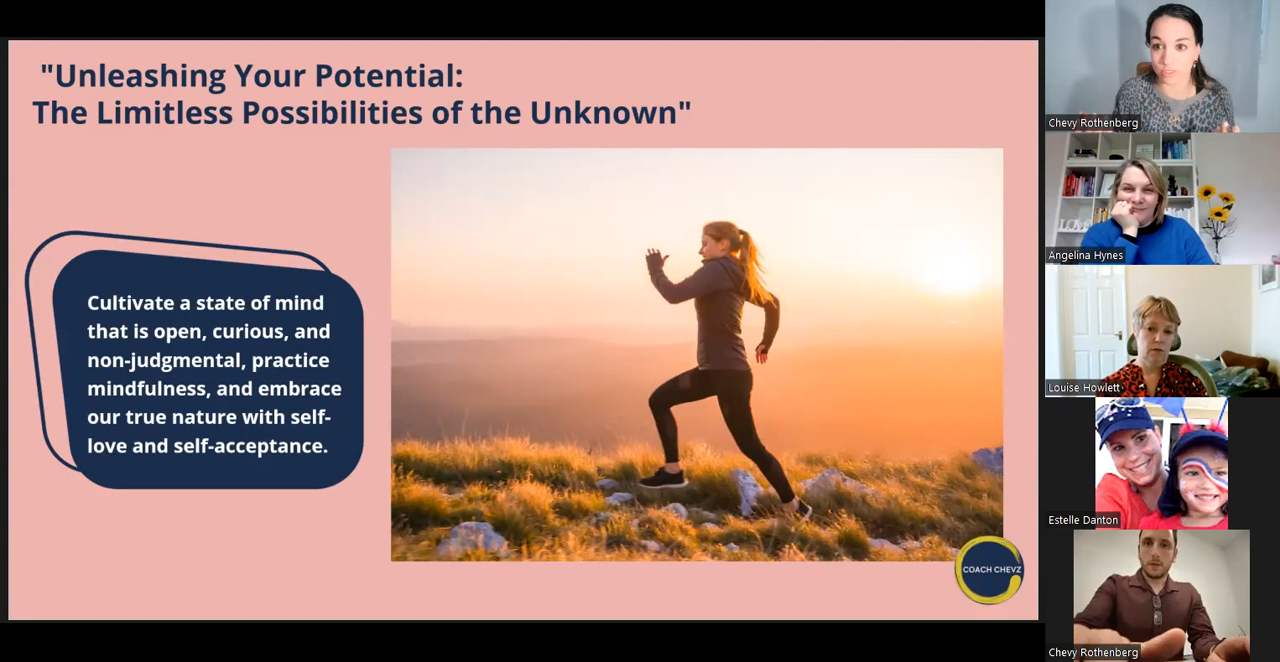 "Unleashing Your Potential:
The Limitless Possibilities of the Unknown"
Cultivate a state of mind
that is open, curious, and
non-judgmental, practice
mindfulness, and embrace
our true nature with self-
love and self-acceptance.
COACH CHEVZ
Chevy Rothenberg
Angelina Hynes
LOVE
Louise Howlett
Estelle Danton
Chevy Rothenberg